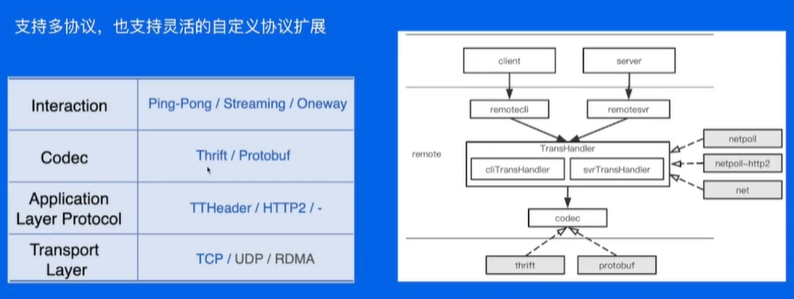 支持多协议，也支持灵活的自定义协议扩展
Interaction
Ping-Pong / Streaming / Oneway
Codec
Thrift / Protobuf
Application
Layer Protocol
TTHeader / HTTP2 / -
Transport
Layer
TCP / UDP / RDMA
client
server
remotecli
remotesvr
remote
TransHandler
cliTransHandler
svrTransHandler
netpoll
netpoll-http2
net
codec
thrift
protobuf